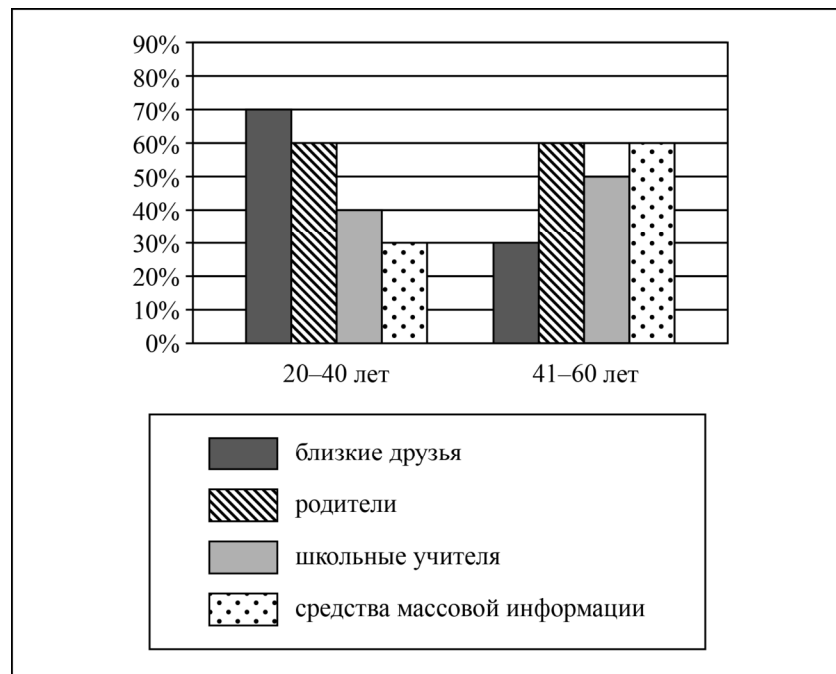 90%
80%
70%
60%
50%
40%
30%
20%
10%
0%
20–40 лет
41–60 лет
близкие друзья
родители
школьные учителя
средства массовой информации